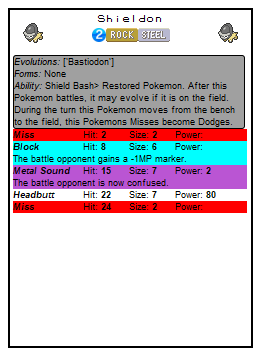 Shieldon
2 ROCK STEEL
Evolutions: ['Bastiodon']
Forms: None
Ability: Shield Bash> Restored Pokemon. After this
Pokemon battles, it may evolve if it is on the field.
During the turn this Pokemon moves from the bench
to the field, this Pokemons Misses become Dodges.
Miss Hit: 2 Size: 2 Power:
Block Hit: 8 Size: 6 Power:
The battle opponent gains a -1MP marker.
Metal Sound Hit: 15 Size: 7 Power: 2
The battle opponent is now confused.
Headbutt Hit: 22 Size: 7 Power: 80
Miss Hit: 24 Size: 2 Power: